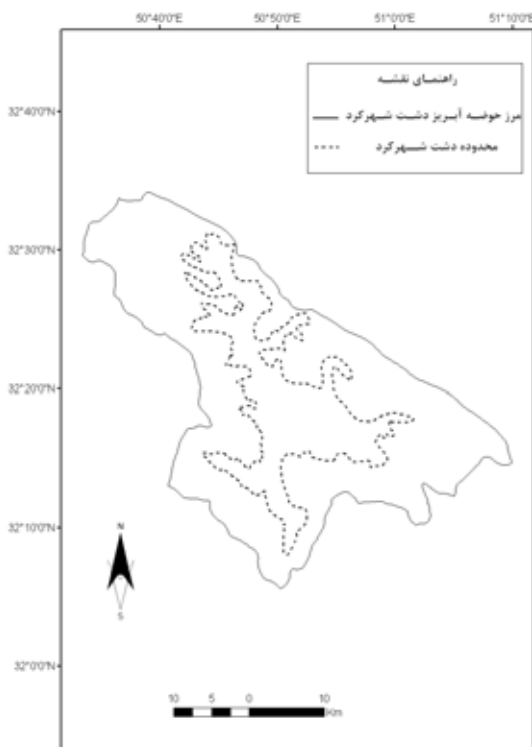 50°40'0"E 50°50'0"E 51°0'0"E 51°10'0"E
راهنمای نقشه
مرز حوضه آبریز دشت شهرکرد
محدوده دشت شهرکرد
32°40'0"N
32°30'0"N
32°20'0"N
32°10'0"N
N
S
32°0'0"N
10 5 0 10
Km